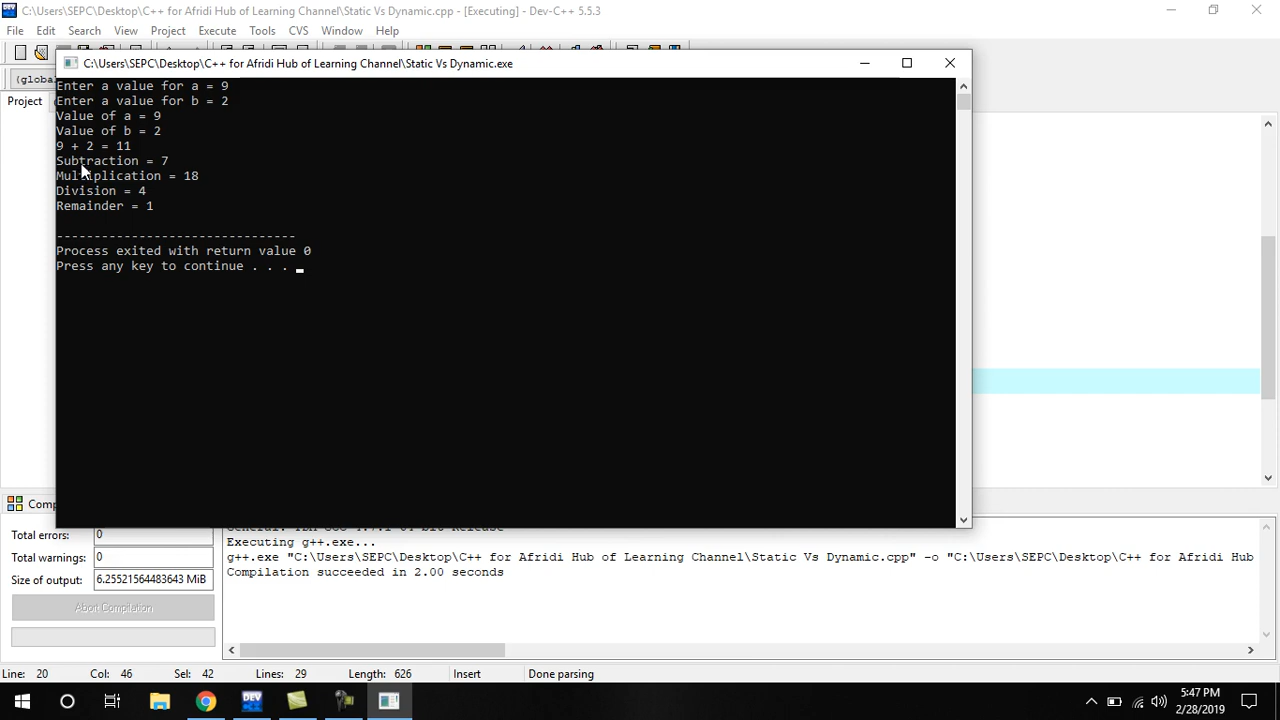 C:\Users\SEPC\Desktop\C++ for Afridi Hub of Learning Channel\Static Vs Dynamic.cpp - [Executing] - Dev-C++ 5.5.3
File Edit Search View Project Execute Tools CVS Window Help
C:\Users\SEPC\Desktop\C++ for Afridi Hub of Learning Channel\Static Vs Dynamic.exe
(global
Project
Enter a value for a = 9
Enter a value for b = 2
Value of a = 9
Value of b = 2
9 + 2 = 11
Subtraction = 7
Multiplication = 18
Division = 4
Remainder = 1
--------------------------------
Process exited with return value 0
Press any key to continue . . .
Comp
Total errors: 0
Total warnings: 0
Size of output: 6.25521564483643 MiB
Abort Compilation
Executing g++.exe...
g++.exe "C:\Users\SEPC\Desktop\C++ for Afridi Hub of Learning Channel\Static Vs Dynamic.cpp" -o "C:\Users\SEPC\Desktop\C++ for Afridi Hub
Compilation succeeded in 2.00 seconds
Line: 20 Col: 46 Sel: 42 Lines: 29 Length: 626 Insert Done parsing
DEV
5:47 PM
2/28/2019